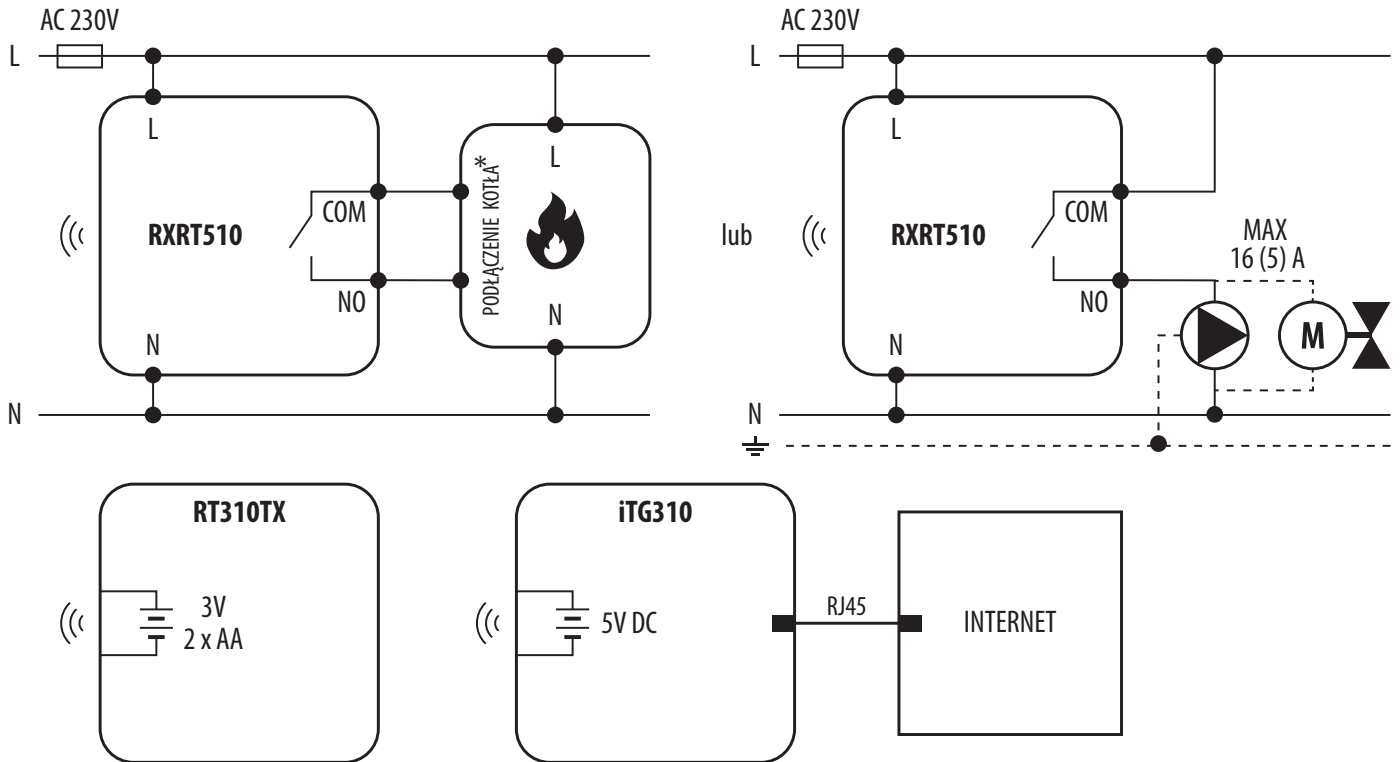 AC 230V
L
L
RXRT510
COM
NO
N
N
PODŁĄCZENIE KOTŁA*
L
N
lub
AC 230V
L
L
RXRT510
COM
NO
N
N
MAX
16 (5) A
M
RT310TX
3V
2 x AA
iTG310
5V DC
RJ45
INTERNET